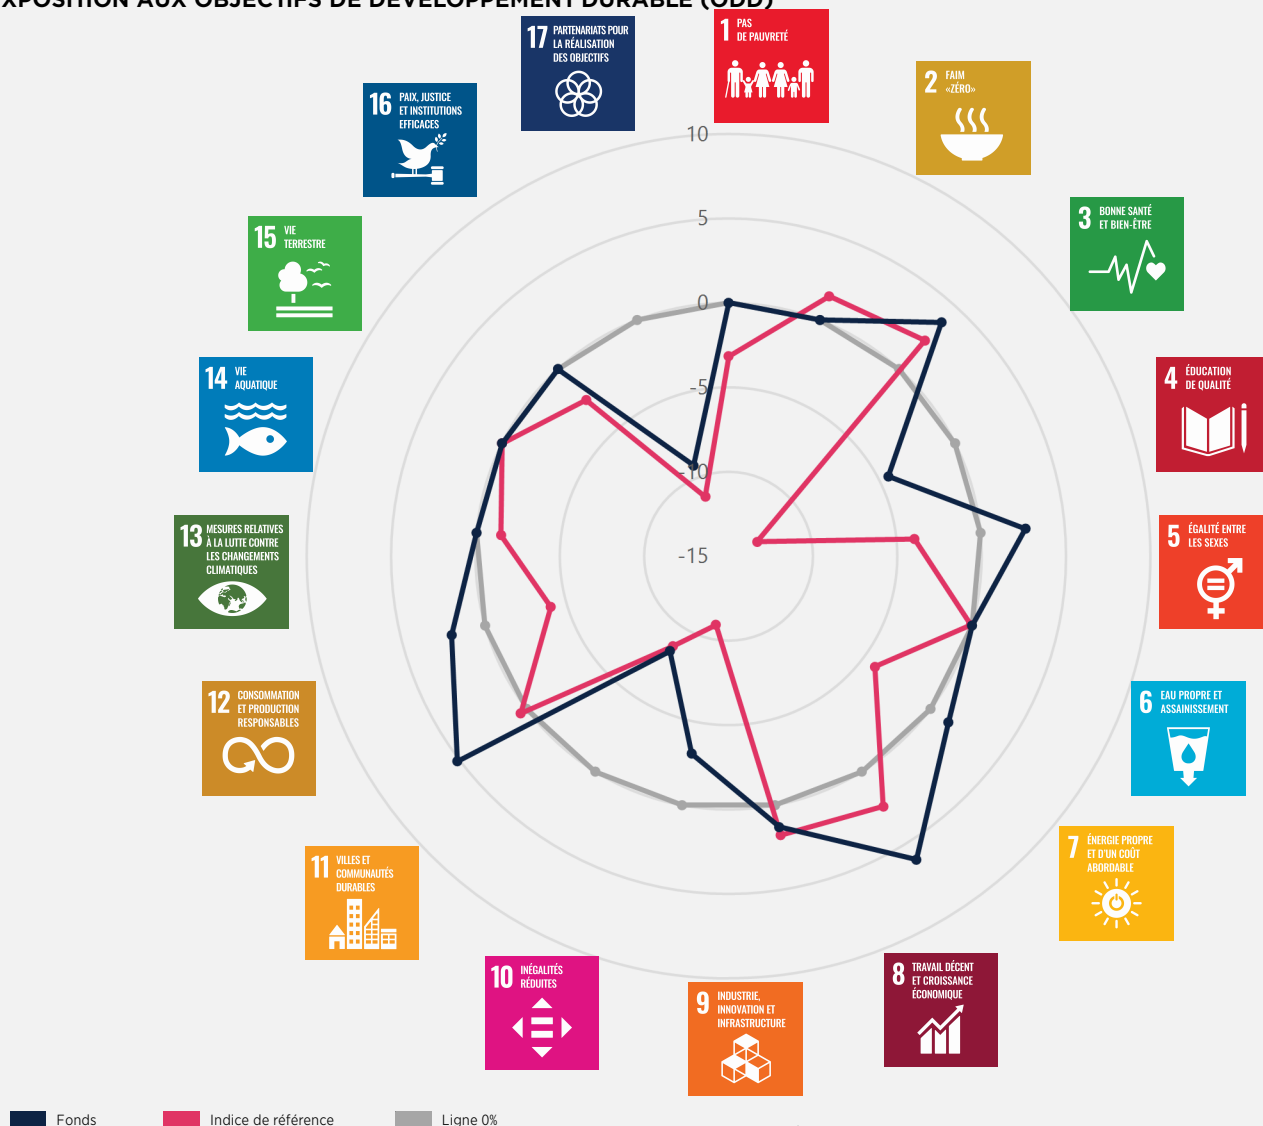 EXPOSITION AUX OBJECTIFS DE DÉVELOPPEMENT DURABLE (ODD)
17 PARTENARIATS POUR
LA RÉALISATION
DES OBJECTIFS
1 PAS
DE PAUVRETÉ
2 FAIM
«ZÉRO»
16 PAIX, JUSTICE
ET INSTITUTIONS
EFFICACES
3 BONNE SANTÉ
ET BIEN-ÊTRE
15 VIE
TERRESTRE
4 ÉDUCATION
DE QUALITÉ
14 VIE
AQUATIQUE
5 ÉGALITÉ ENTRE
LES SEXES
13 MESURES RELATIVES
À LA LUTTE CONTRE
LES CHANGEMENTS
CLIMATIQUES
6 EAU PROPRE ET
ASSAINISSEMENT
12 CONSOMMATION
ET PRODUCTION
RESPONSABLES
7 ÉNERGIE PROPRE
ET D'UN COÛT
ABORDABLE
11 VILLES ET
COMMUNAUTÉS
DURABLES
8 TRAVAIL DÉCENT
ET CROISSANCE
ÉCONOMIQUE
10 INÉGALITÉS
RÉDUITES
9 INDUSTRIE,
INNOVATION ET
INFRASTRUCTURE
10
5
0
-5
-10
-15
Fonds
Indice de référence
Ligne 0%